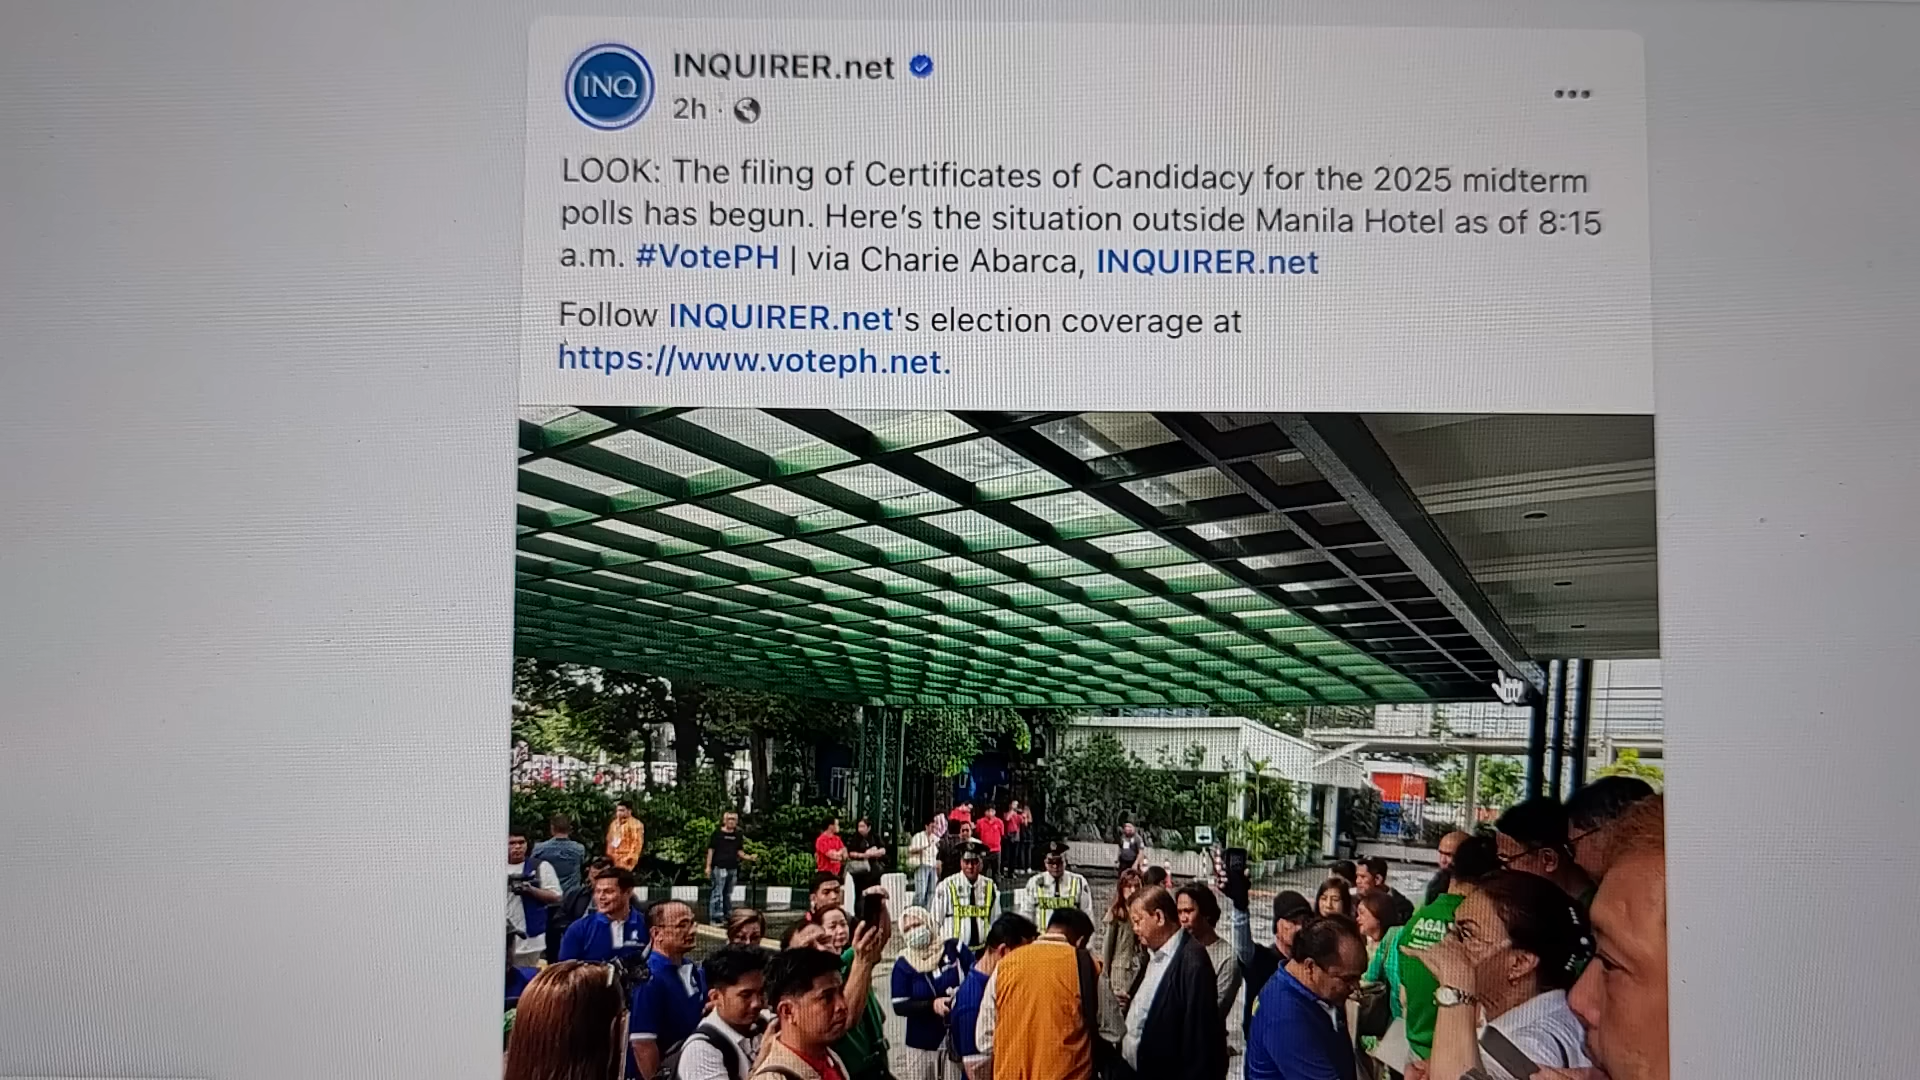 INQ
INQUIRER.net
2h ·
LOOK: The filing of Certificates of Candidacy for the 2025 midterm
polls has begun. Here's the situation outside Manila Hotel as of 8:15
a.m. #VotePH | via Charie Abarca, INQUIRER.net
Follow INQUIRER.net's election coverage at
https://www.voteph.net.
SECURITY
AGAP